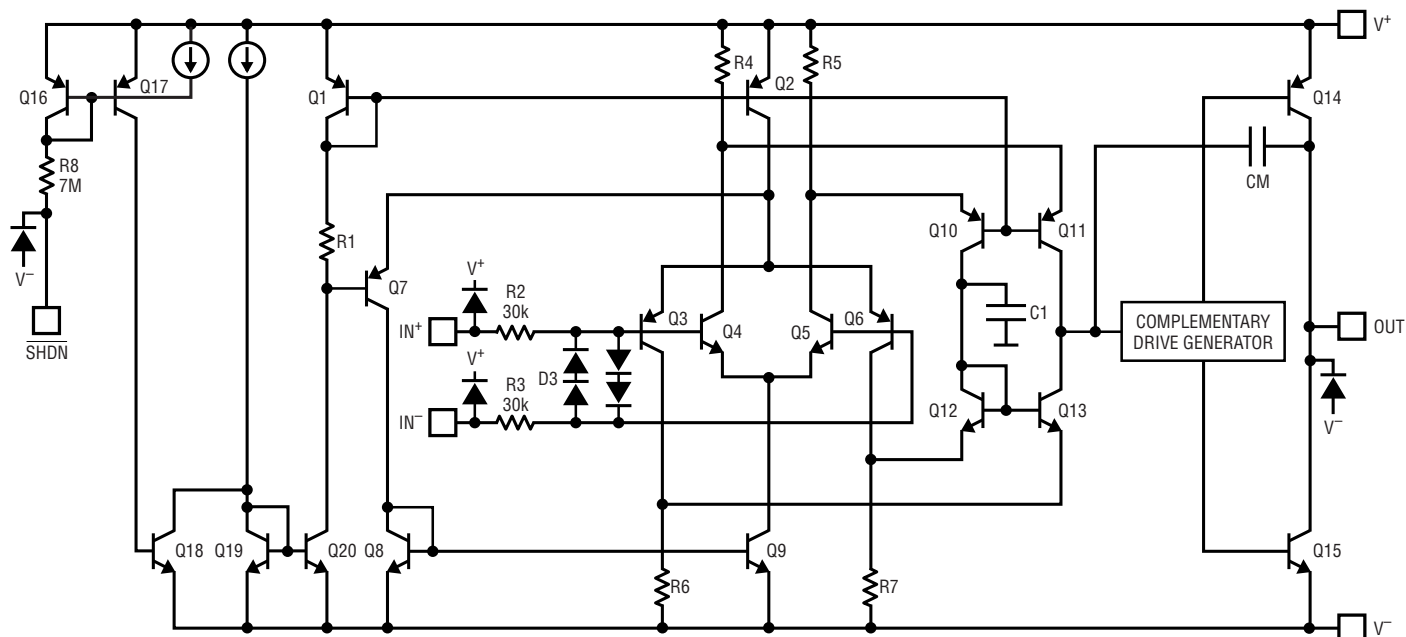 V+
R4
R5
Q16
Q17
Q1
Q2
Q14
R8
7M
CM
V–
R1
Q10
Q11
Q7
V+
R2
30k
IN+
Q3
Q4
Q5
Q6
C1
COMPLEMENTARY
DRIVE GENERATOR
OUT
SHDN
V+
D3
R3
30k
IN–
Q12
Q13
V–
Q18
Q19
Q20
Q8
Q9
Q15
R6
R7
V–